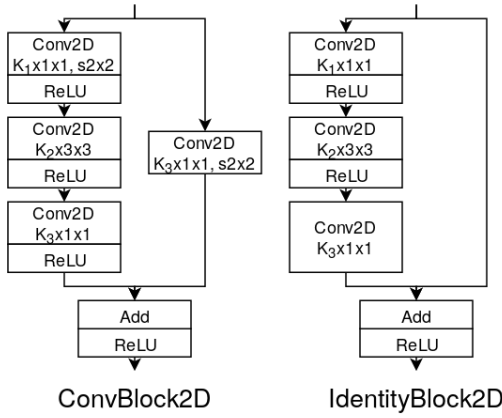 Conv2D
K₁x1x1, s2x2
ReLU
Conv2D
K₂x3x3
ReLU
Conv2D
K₃x1x1
ReLU
Conv2D
K₃x1x1, s2x2
Add
ReLU
ConvBlock2D
Conv2D
K₁x1x1
ReLU
Conv2D
K₂x3x3
ReLU
Conv2D
K₃x1x1
Add
ReLU
IdentityBlock2D